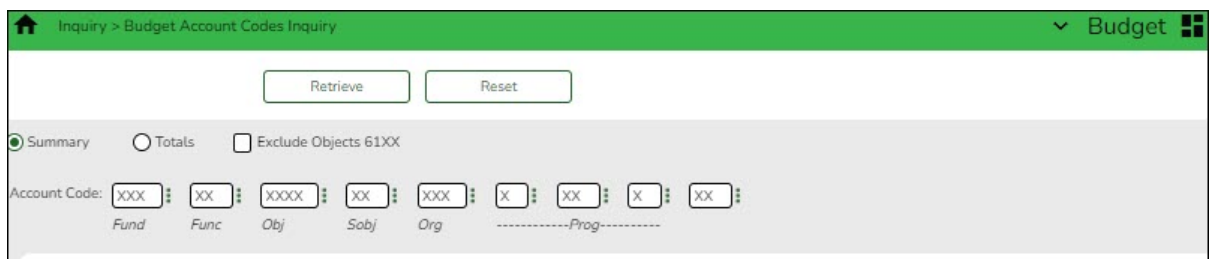 Inquiry > Budget Account Codes Inquiry Budget
Retrieve Reset
Summary Totals Exclude Objects 61XX
Account Code: XXX XX XXXX XX XXX X XX X XX
Fund Func Obj Sobj Org ------------Prog----------